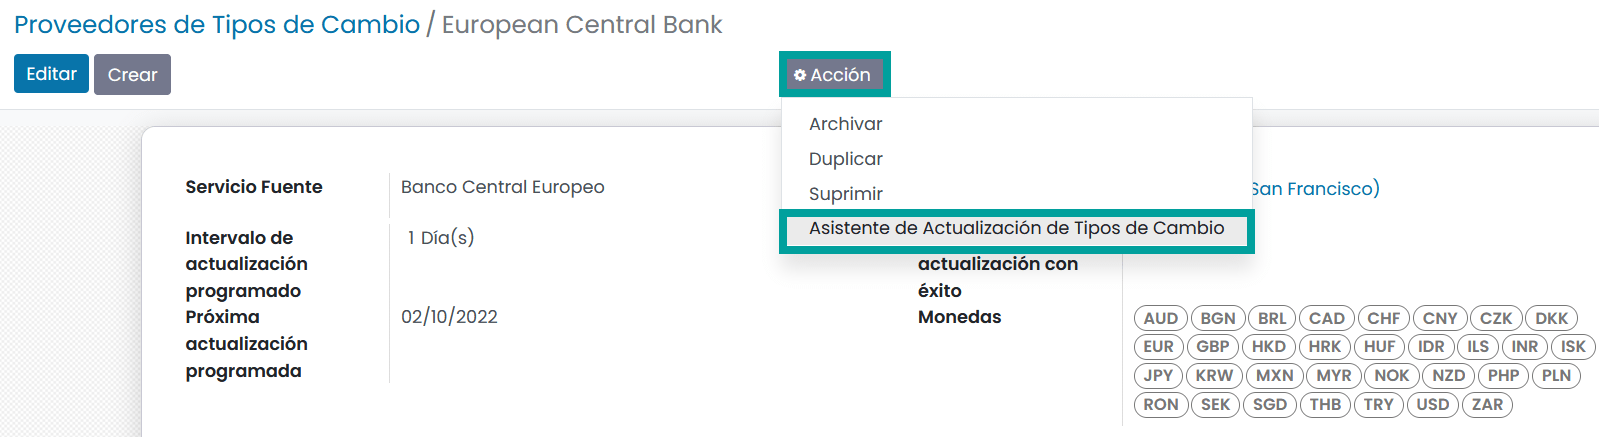 Proveedores de Tipos de Cambio / European Central Bank
Editar Crear Acción
Archivar
Duplicar
Suprimir
Asistente de Actualización de Tipos de Cambio
Servicio Fuente Banco Central Europeo San Francisco)
Intervalo de 1 Día(s)
actualización actualización con
programado éxito
Próxima 02/10/2022 Monedas AUD BGN BRL CAD CHF CNY CZK DKK
actualización EUR GBP HKD HRK HUF IDR ILS INR ISK
programada JPY KRW MXN MYR NOK NZD PHP PLN
RON SEK SGD THB TRY USD ZAR